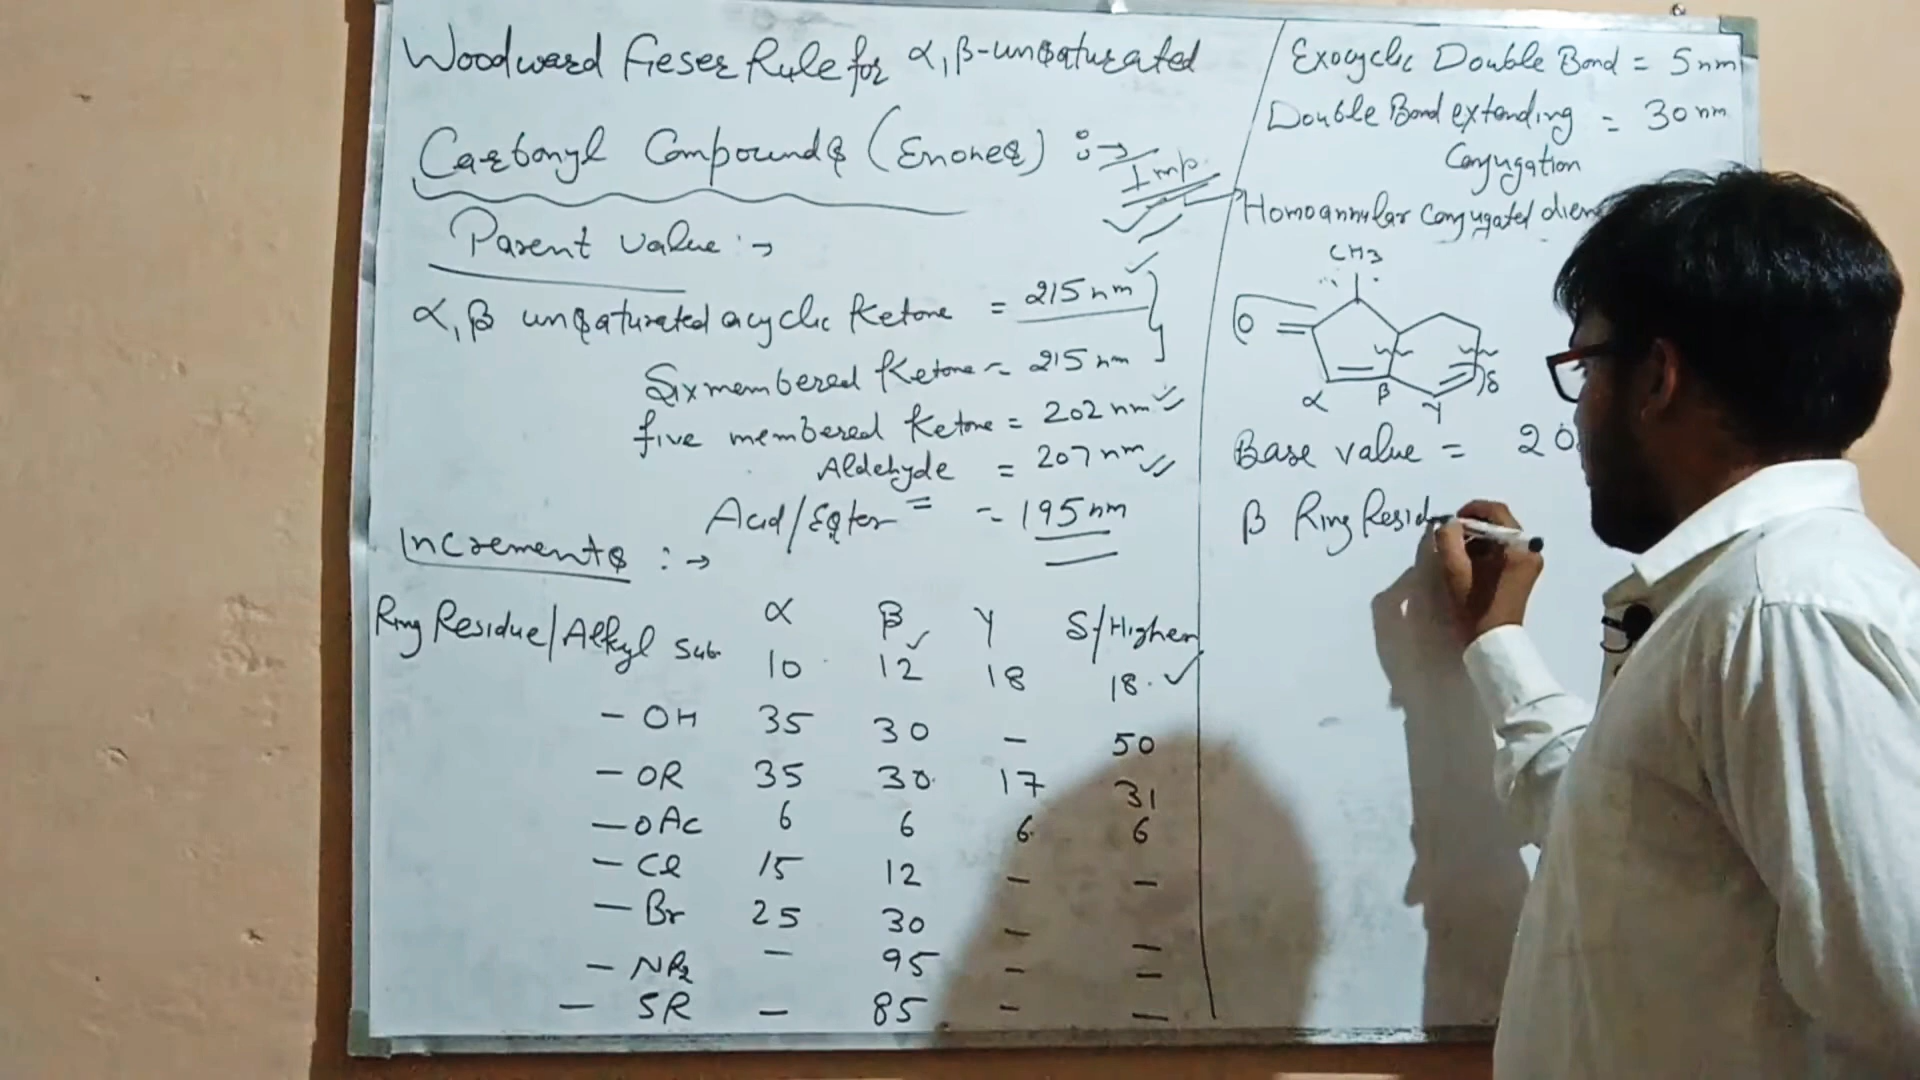 Woodward Fieser Rule for α, β-unsaturated
Carbonyl Compounds (Enones) :→
Imp.
Parent value :→
α, β unsaturated acyclic Ketone = 215 nm
Six membered Ketone = 215 nm
five membered Ketone = 202 nm
Aldehyde = 207 nm
Acid/Ester = 195 nm
Increments :→
α β γ δ/Higher
Ring Residue/Alkyl Sub. 10 12 18 18.
- OH 35 30 - 50
- OR 35 30 17 31
- OAc 6 6 6 6
- Cl 15 12 - -
- Br 25 30 - -
- NR2 - 95 - -
- SR - 85 - -
Exocyclic Double Bond = 5 nm
Double Bond extending = 30 nm
Conjugation
Homoannular Conjugated
CH3
O
α β γ δ
Base value =
β Ring